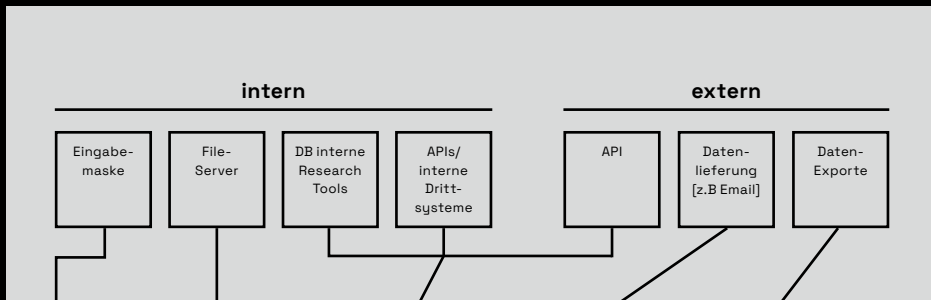 intern
extern
Eingabe-
maske
File-
Server
DB interne
Research
Tools
APIs/
interne
Dritt-
systeme
API
Daten-
lieferung
[z.B Email]
Daten-
Exporte